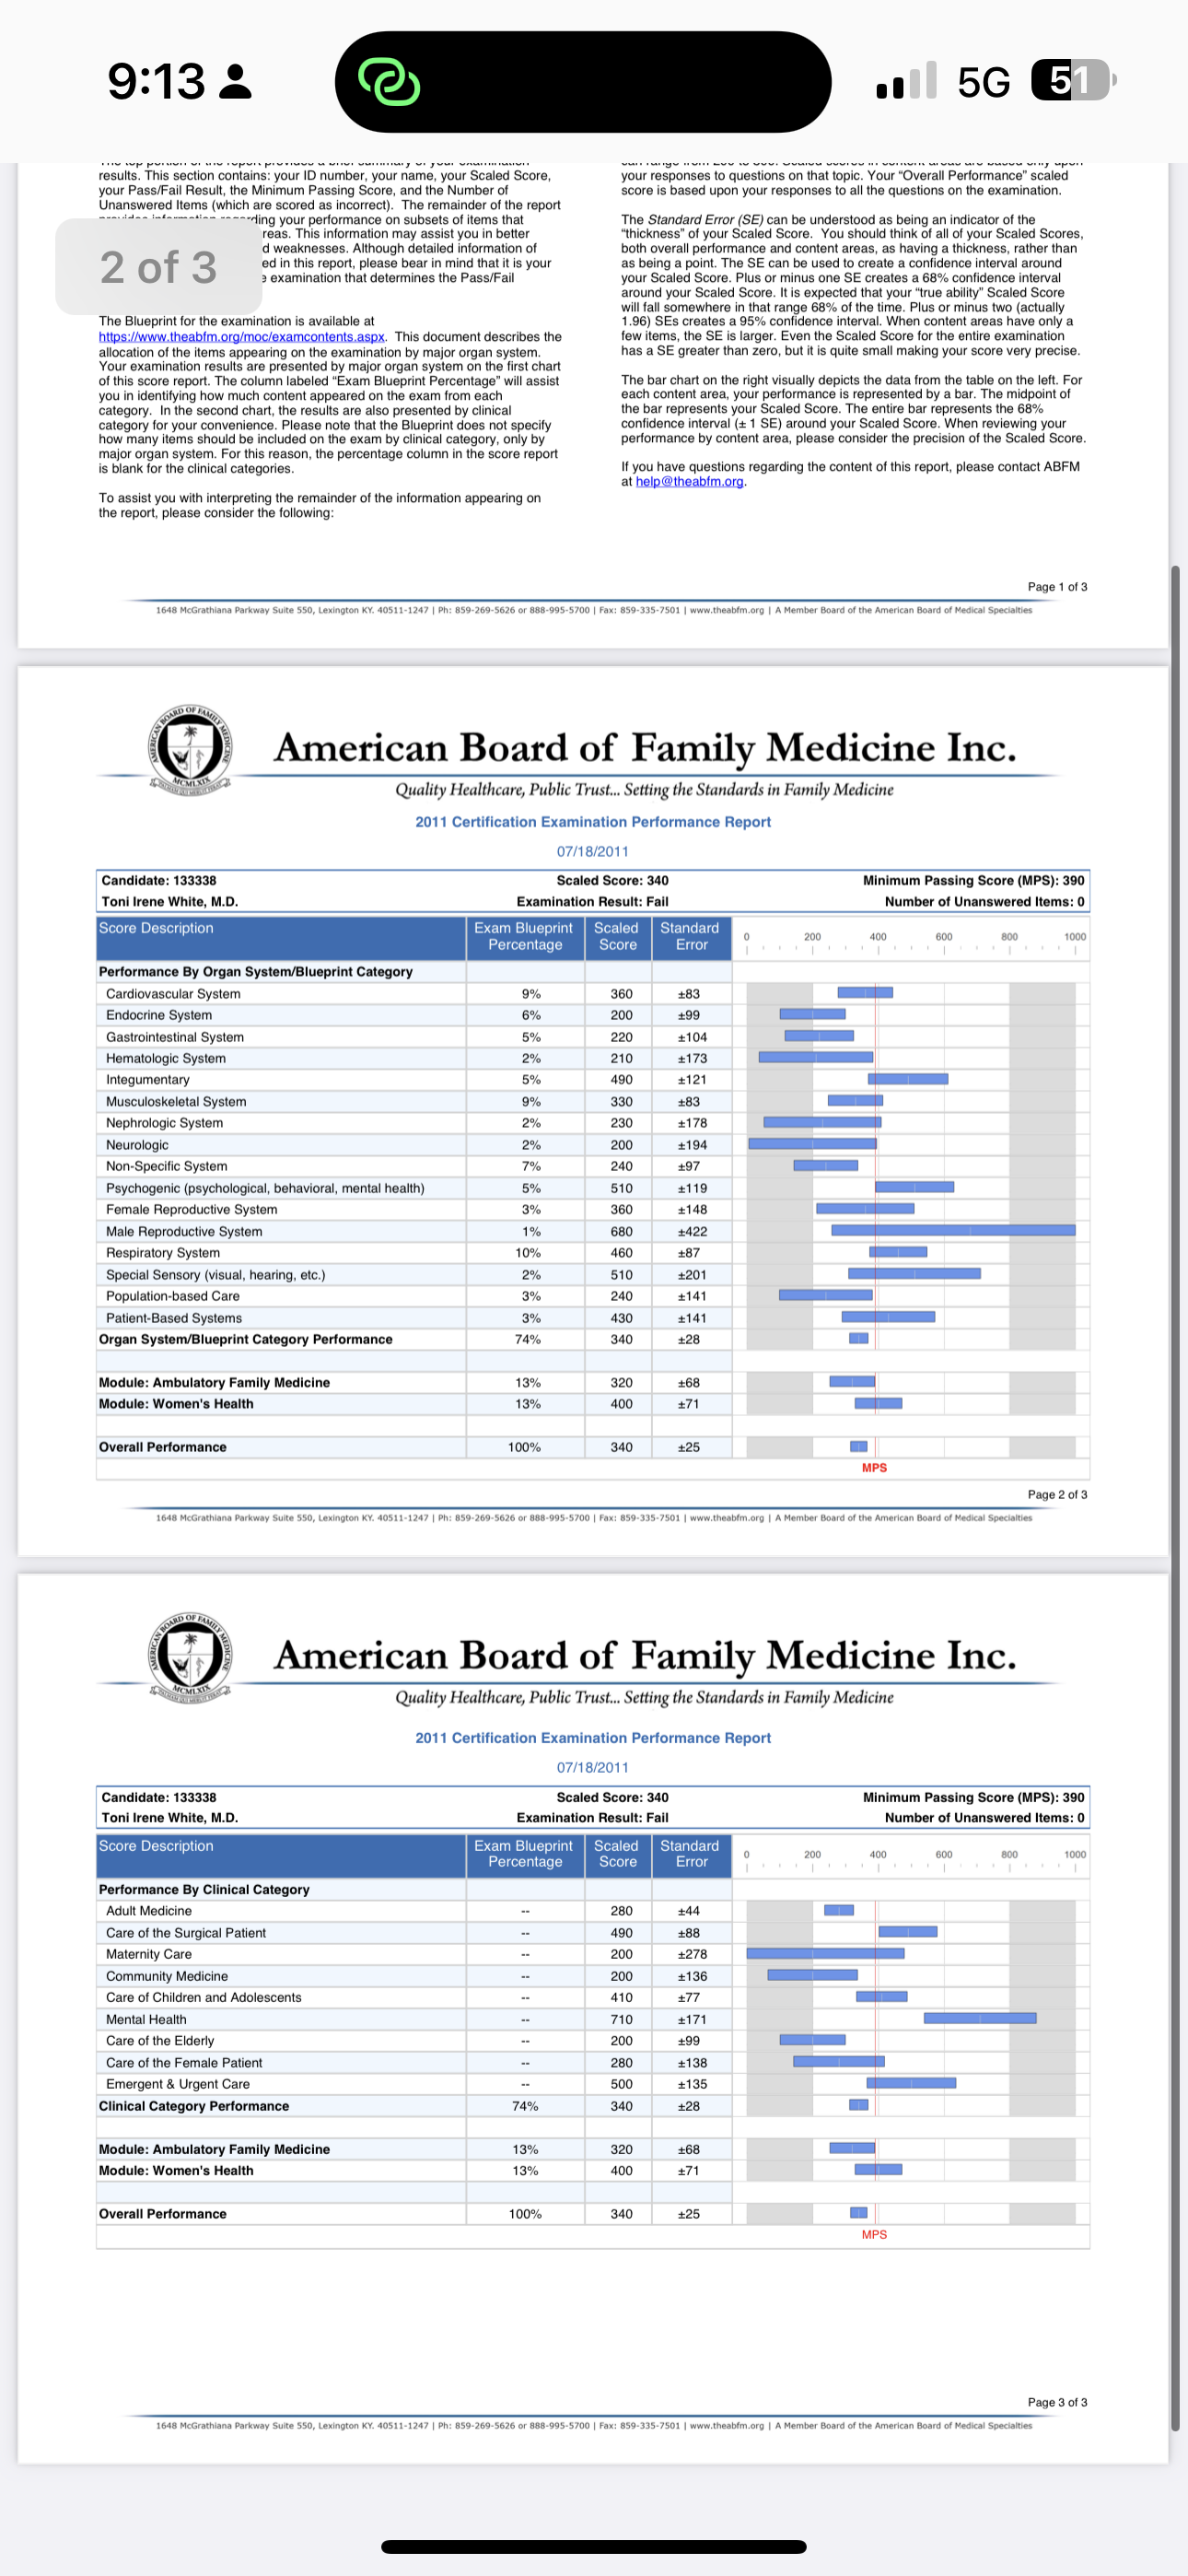 9:13
5G
51
The top portion of the report provides a brief summary of your examination
results. This section contains: your ID number, your name, your Scaled Score,
your Pass/Fail Result, the Minimum Passing Score, and the Number of
Unanswered Items (which are scored as incorrect). The remainder of the report
provides information regarding your performance on subsets of items that
reas. This information may assist you in better
d weaknesses. Although detailed information of
ed in this report, please bear in mind that it is your
e examination that determines the Pass/Fail
2 of 3
The Blueprint for the examination is available at
https://www.theabfm.org/moc/examcontents.aspx. This document describes the
allocation of the items appearing on the examination by major organ system.
Your examination results are presented by major organ system on the first chart
of this score report. The column labeled “Exam Blueprint Percentage” will assist
you in identifying how much content appeared on the exam from each
category. In the second chart, the results are also presented by clinical
category for your convenience. Please note that the Blueprint does not specify
how many items should be included on the exam by clinical category, only by
major organ system. For this reason, the percentage column in the score report
is blank for the clinical categories.
To assist you with interpreting the remainder of the information appearing on
the report, please consider the following:
can range from 200 to 800. Scaled scores in content areas are based only upon
your responses to questions on that topic. Your “Overall Performance” scaled
score is based upon your responses to all the questions on the examination.
The Standard Error (SE) can be understood as being an indicator of the
“thickness” of your Scaled Score. You should think of all of your Scaled Scores,
both overall performance and content areas, as having a thickness, rather than
as being a point. The SE can be used to create a confidence interval around
your Scaled Score. Plus or minus one SE creates a 68% confidence interval
around your Scaled Score. It is expected that your “true ability” Scaled Score
will fall somewhere in that range 68% of the time. Plus or minus two (actually
1.96) SEs creates a 95% confidence interval. When content areas have only a
few items, the SE is larger. Even the Scaled Score for the entire examination
has a SE greater than zero, but it is quite small making your score very precise.
The bar chart on the right visually depicts the data from the table on the left. For
each content area, your performance is represented by a bar. The midpoint of
the bar represents your Scaled Score. The entire bar represents the 68%
confidence interval (± 1 SE) around your Scaled Score. When reviewing your
performance by content area, please consider the precision of the Scaled Score.
If you have questions regarding the content of this report, please contact ABFM
at help@theabfm.org.
Page 1 of 3
1648 McGrathiana Parkway Suite 550, Lexington KY. 40511-1247 | Ph: 859-269-5626 or 888-995-5700 | Fax: 859-335-7501 | www.theabfm.org | A Member Board of the American Board of Medical Specialties
AMERICAN BOARD OF FAMILY MEDICINE
MCMLXIX
American Board of Family Medicine Inc.
Quality Healthcare, Public Trust... Setting the Standards in Family Medicine
2011 Certification Examination Performance Report
07/18/2011
Candidate: 133338 Scaled Score: 340 Minimum Passing Score (MPS): 390
Toni Irene White, M.D. Examination Result: Fail Number of Unanswered Items: 0
Score Description Exam Blueprint Percentage Scaled Score Standard Error 0 200 400 600 800 1000
Performance By Organ System/Blueprint Category
Cardiovascular System 9% 360 ±83
Endocrine System 6% 200 ±99
Gastrointestinal System 5% 220 ±104
Hematologic System 2% 210 ±173
Integumentary 5% 490 ±121
Musculoskeletal System 9% 330 ±83
Nephrologic System 2% 230 ±178
Neurologic 2% 200 ±194
Non-Specific System 7% 240 ±97
Psychogenic (psychological, behavioral, mental health) 5% 510 ±119
Female Reproductive System 3% 360 ±148
Male Reproductive System 1% 680 ±422
Respiratory System 10% 460 ±87
Special Sensory (visual, hearing, etc.) 2% 510 ±201
Population-based Care 3% 240 ±141
Patient-Based Systems 3% 430 ±141
Organ System/Blueprint Category Performance 74% 340 ±28
Module: Ambulatory Family Medicine 13% 320 ±68
Module: Women's Health 13% 400 ±71
Overall Performance 100% 340 ±25
MPS
Page 2 of 3
1648 McGrathiana Parkway Suite 550, Lexington KY. 40511-1247 | Ph: 859-269-5626 or 888-995-5700 | Fax: 859-335-7501 | www.theabfm.org | A Member Board of the American Board of Medical Specialties
AMERICAN BOARD OF FAMILY MEDICINE
MCMLXIX
American Board of Family Medicine Inc.
Quality Healthcare, Public Trust... Setting the Standards in Family Medicine
2011 Certification Examination Performance Report
07/18/2011
Candidate: 133338 Scaled Score: 340 Minimum Passing Score (MPS): 390
Toni Irene White, M.D. Examination Result: Fail Number of Unanswered Items: 0
Score Description Exam Blueprint Percentage Scaled Score Standard Error 0 200 400 600 800 1000
Performance By Clinical Category
Adult Medicine -- 280 ±44
Care of the Surgical Patient -- 490 ±88
Maternity Care -- 200 ±278
Community Medicine -- 200 ±136
Care of Children and Adolescents -- 410 ±77
Mental Health -- 710 ±171
Care of the Elderly -- 200 ±99
Care of the Female Patient -- 280 ±138
Emergent & Urgent Care -- 500 ±135
Clinical Category Performance 74% 340 ±28
Module: Ambulatory Family Medicine 13% 320 ±68
Module: Women's Health 13% 400 ±71
Overall Performance 100% 340 ±25
MPS
Page 3 of 3
1648 McGrathiana Parkway Suite 550, Lexington KY. 40511-1247 | Ph: 859-269-5626 or 888-995-5700 | Fax: 859-335-7501 | www.theabfm.org | A Member Board of the American Board of Medical Specialties